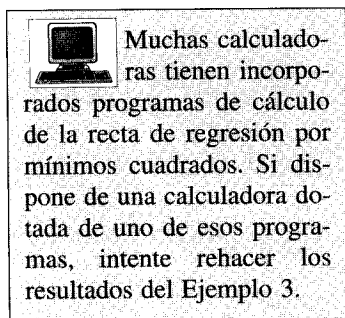 Muchas calculado-
ras tienen incorpo-
rados programas de cálculo
de la recta de regresión por
mínimos cuadrados. Si dis-
pone de una calculadora do-
tada de uno de esos progra-
mas, intente rehacer los
resultados del Ejemplo 3.